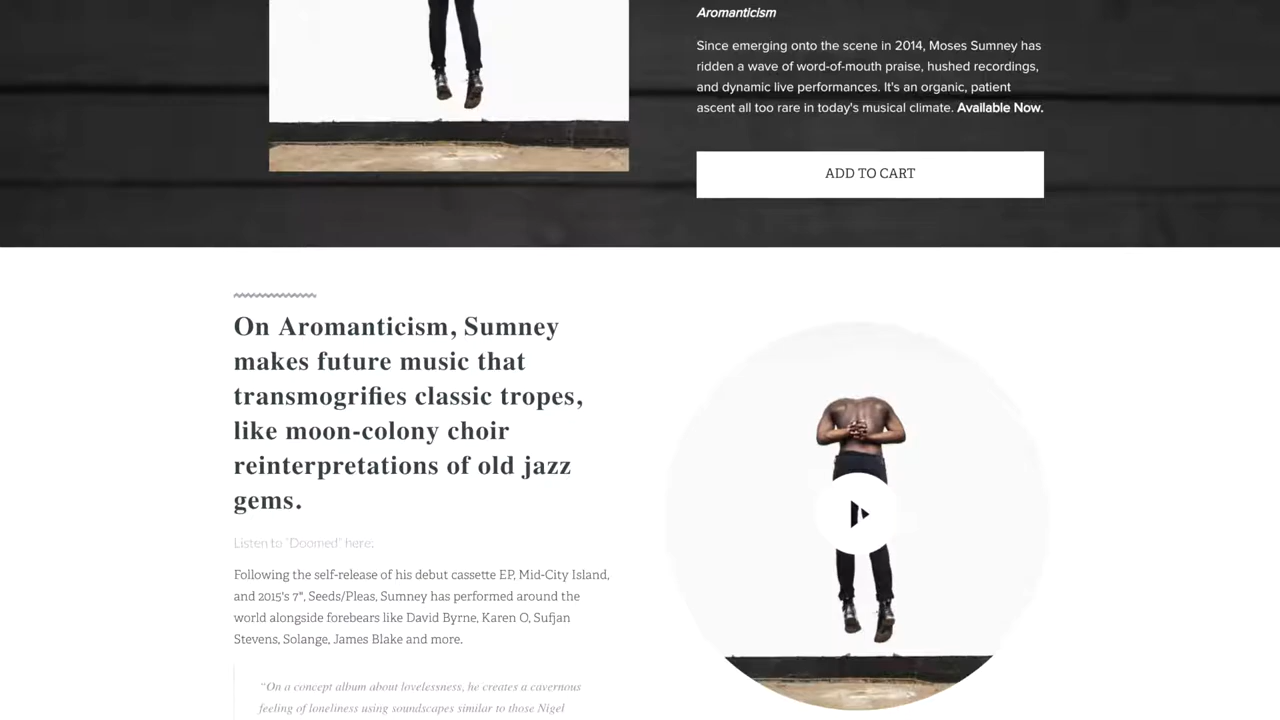 Aromanticism
Since emerging onto the scene in 2014, Moses Sumney has
ridden a wave of word-of-mouth praise, hushed recordings,
and dynamic live performances. It's an organic, patient
ascent all too rare in today's musical climate. Available Now.
ADD TO CART
On Aromanticism, Sumney
makes future music that
transmogrifies classic tropes,
like moon-colony choir
reinterpretations of old jazz
gems.
Listen to "Doomed" here:
Following the self-release of his debut cassette EP, Mid-City Island,
and 2015's 7", Seeds/Pleas, Sumney has performed around the
world alongside forebears like David Byrne, Karen O, Sufjan
Stevens, Solange, James Blake and more.
“On a concept album about lovelessness, he creates a cavernous
feeling of loneliness using soundscapes similar to those Nigel